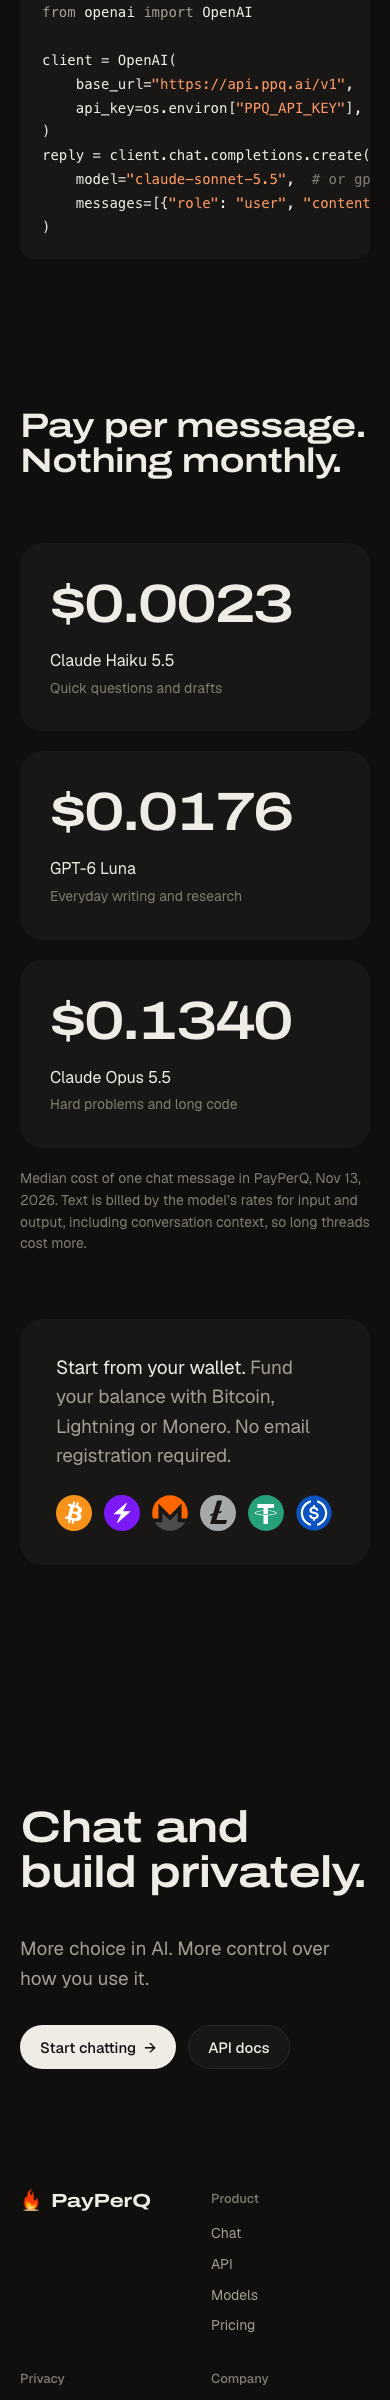 from openai import OpenAI
client = OpenAI(
base_url="https://api.ppq.ai/v1",
api_key=os.environ["PPQ_API_KEY"],
)
reply = client.chat.completions.create(
model="claude-sonnet-5.5",  # or gp
messages=[{"role": "user", "content
)
Pay per message.
Nothing monthly.
$0.0023
Claude Haiku 5.5
Quick questions and drafts
$0.0176
GPT-6 Luna
Everyday writing and research
$0.1340
Claude Opus 5.5
Hard problems and long code
Median cost of one chat message in PayPerQ, Nov 13,
2026. Text is billed by the model’s rates for input and
output, including conversation context, so long threads
cost more.
Start from your wallet. Fund
your balance with Bitcoin,
Lightning or Monero. No email
registration required.
Chat and
build privately.
More choice in AI. More control over
how you use it.
Start chatting →
API docs
PayPerQ
Product
Chat
API
Models
Pricing
Privacy
Company